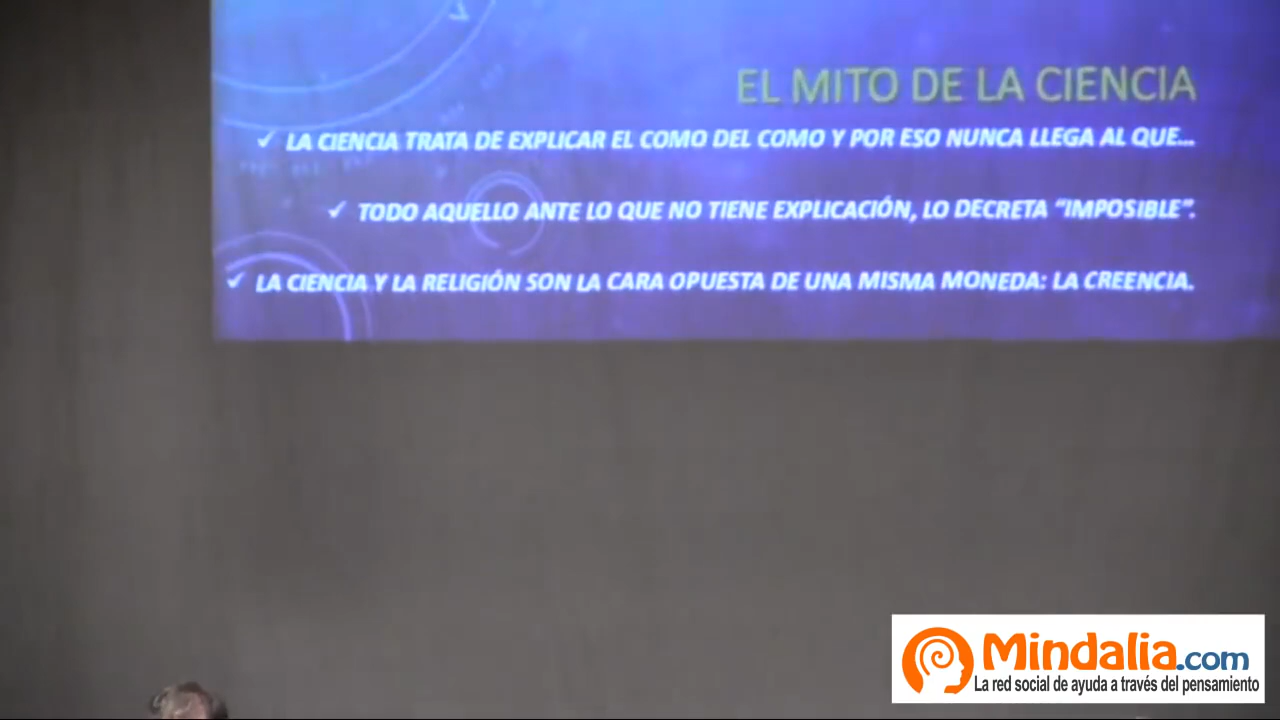 EL MITO DE LA CIENCIA
✓ LA CIENCIA TRATA DE EXPLICAR EL COMO DEL COMO Y POR ESO NUNCA LLEGA AL QUE...
✓ TODO AQUELLO ANTE LO QUE NO TIENE EXPLICACIÓN, LO DECRETA "IMPOSIBLE".
✓ LA CIENCIA Y LA RELIGIÓN SON LA CARA OPUESTA DE UNA MISMA MONEDA: LA CREENCIA.
Mindalia.com
La red social de ayuda a través del pensamiento